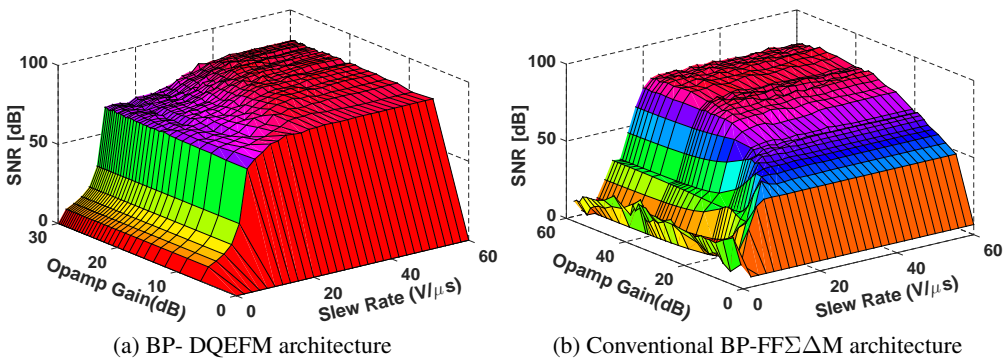 100
50
0
SNR [dB]
30
20
10
0
Opamp Gain(dB)
0
20
40
60
Slew Rate (V/μs)
(a) BP- DQEFM architecture
100
50
0
SNR [dB]
60
40
20
0
Opamp Gain(dB)
0
20
40
60
Slew Rate (V/μs)
(b) Conventional BP-FFΣΔM architecture